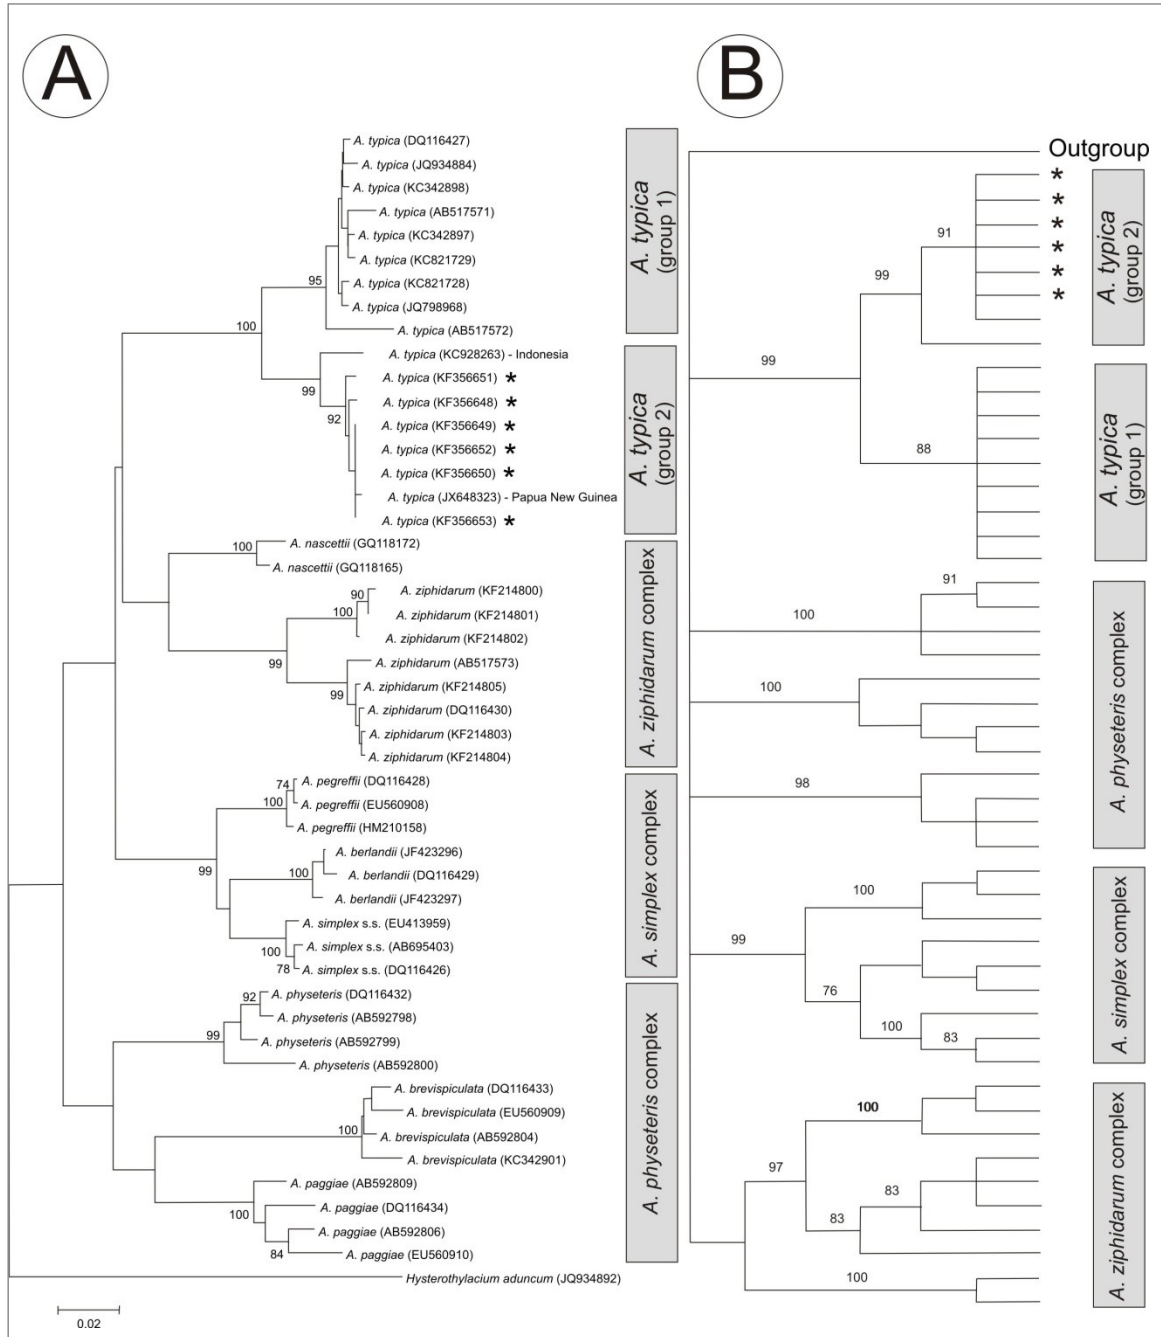 A
A. typica (DQ116427)
A. typica (JQ934884)
A. typica (KC342898)
A. typica (AB517571)
A. typica (KC342897)
A. typica (KC821729)
A. typica (KC821728)
A. typica (JQ798968)
A. typica (AB517572)
95
100
A. typica (KC928263) - Indonesia
A. typica (KF356651) *
A. typica (KF356648) *
A. typica (KF356649) *
A. typica (KF356652) *
A. typica (KF356650) *
A. typica (JX648323) - Papua New Guinea
A. typica (KF356653) *
99
92
A. nascettii (GQ118172)
A. nascettii (GQ118165)
100
A. ziphidarum (KF214800)
A. ziphidarum (KF214801)
A. ziphidarum (KF214802)
90
100
A. ziphidarum (AB517573)
A. ziphidarum (KF214805)
A. ziphidarum (DQ116430)
A. ziphidarum (KF214803)
A. ziphidarum (KF214804)
99
99
A. pegreffii (DQ116428)
A. pegreffii (EU560908)
A. pegreffii (HM210158)
74
100
A. berlandii (JF423296)
A. berlandii (DQ116429)
A. berlandii (JF423297)
99
100
A. simplex s.s. (EU413959)
A. simplex s.s. (AB695403)
A. simplex s.s. (DQ116426)
100
78
A. physeteris (DQ116432)
A. physeteris (AB592798)
A. physeteris (AB592799)
A. physeteris (AB592800)
92
99
A. brevispiculata (DQ116433)
A. brevispiculata (EU560909)
A. brevispiculata (AB592804)
A. brevispiculata (KC342901)
100
A. paggiae (AB592809)
A. paggiae (DQ116434)
A. paggiae (AB592806)
A. paggiae (EU560910)
100
84
Hysterothylacium aduncum (JQ934892)
0.02
A. typica
(group 1)
A. typica
(group 2)
A. ziphidarum complex
A. simplex complex
A. physeteris complex
B
Outgroup
*
*
*
*
*
*
91
99
99
88
91
100
100
98
100
99
76
100
83
100
97
83
83
100
A. typica
(group 2)
A. typica
(group 1)
A. physeteris complex
A. simplex complex
A. ziphidarum complex